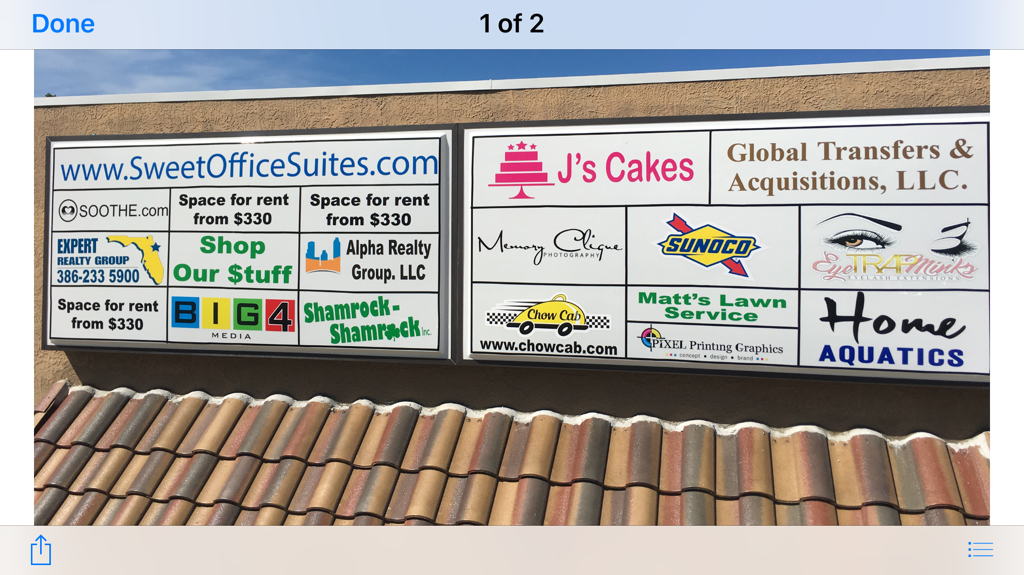 Done
1 of 2
www.SweetOfficeSuites.com
SOOTHE.com
Space for rent
from $330
Space for rent
from $330
EXPERT
REALTY GROUP
386-233 5900
Shop
Our $tuff
Alpha Realty
Group. LLC
Space for rent
from $330
BIG4
MEDIA
Shamrock-
Shamrock Inc.
J's Cakes
Global Transfers &
Acquisitions, LLC.
Memory Clique
PHOTOGRAPHY
SUNOCO
EyeTRAPMinks
EYELASH EXTENSIONS
Chow Cab
www.chowcab.com
Matt's Lawn
Service
PiXEL Printing Graphics
concept • design • brand
Home
AQUATICS